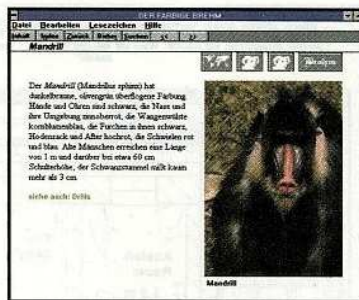 DER FARBIGE BREHM
Datei Bearbeiten Lesezeichen Hilfe
Inhalt Index Zurück Bisher Suchen << >>
Mandrill
Der Mandrill (Mandrillus sphinx) hat
dunkelbraune, olivengrün überflogene Färbung.
Hände und Ohren sind schwarz, die Nase und
ihre Umgebung zinnoberrot, die Wangenwülste
kornblumenblau, die Furchen in ihnen schwarz,
Hodensack und After hochrot, die Schwielen rot
und blau. Alte Männchen erreichen eine Länge
von 1 m und darüber bei etwa 60 cm
Schulterhöhe, der Schwanzstummel mißt kaum
mehr als 3 cm.
siehe auch: Drills
Mandrill